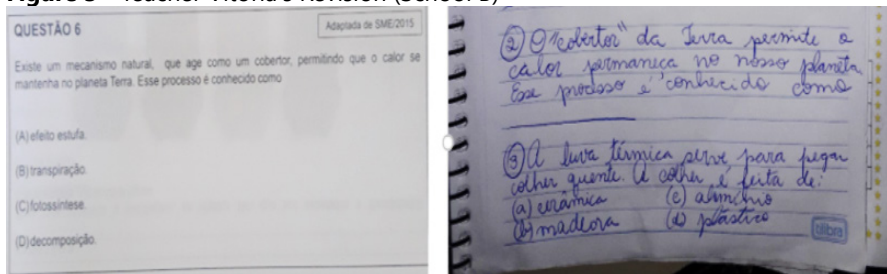 Figure 3 - Teacher Vitória's Revision (School B)
QUESTÃO 6
Adaptada de SME/2015
Existe um mecanismo natural, que age como um cobertor, permitindo que o calor se
mantenha no planeta Terra. Esse processo é conhecido como
(A) efeito estufa.
(B) transpiração.
(C) fotossíntese.
(D) decomposição.
② O "cobertor" da Terra permite o
calor permaneça no nosso planeta.
Esse processo é conhecido como
③ A luva térmica serve para pegar
colher quente. A colher é feita de:
(a) cerâmica (c) alumínio
(b) madeira (d) plástico
tilibra